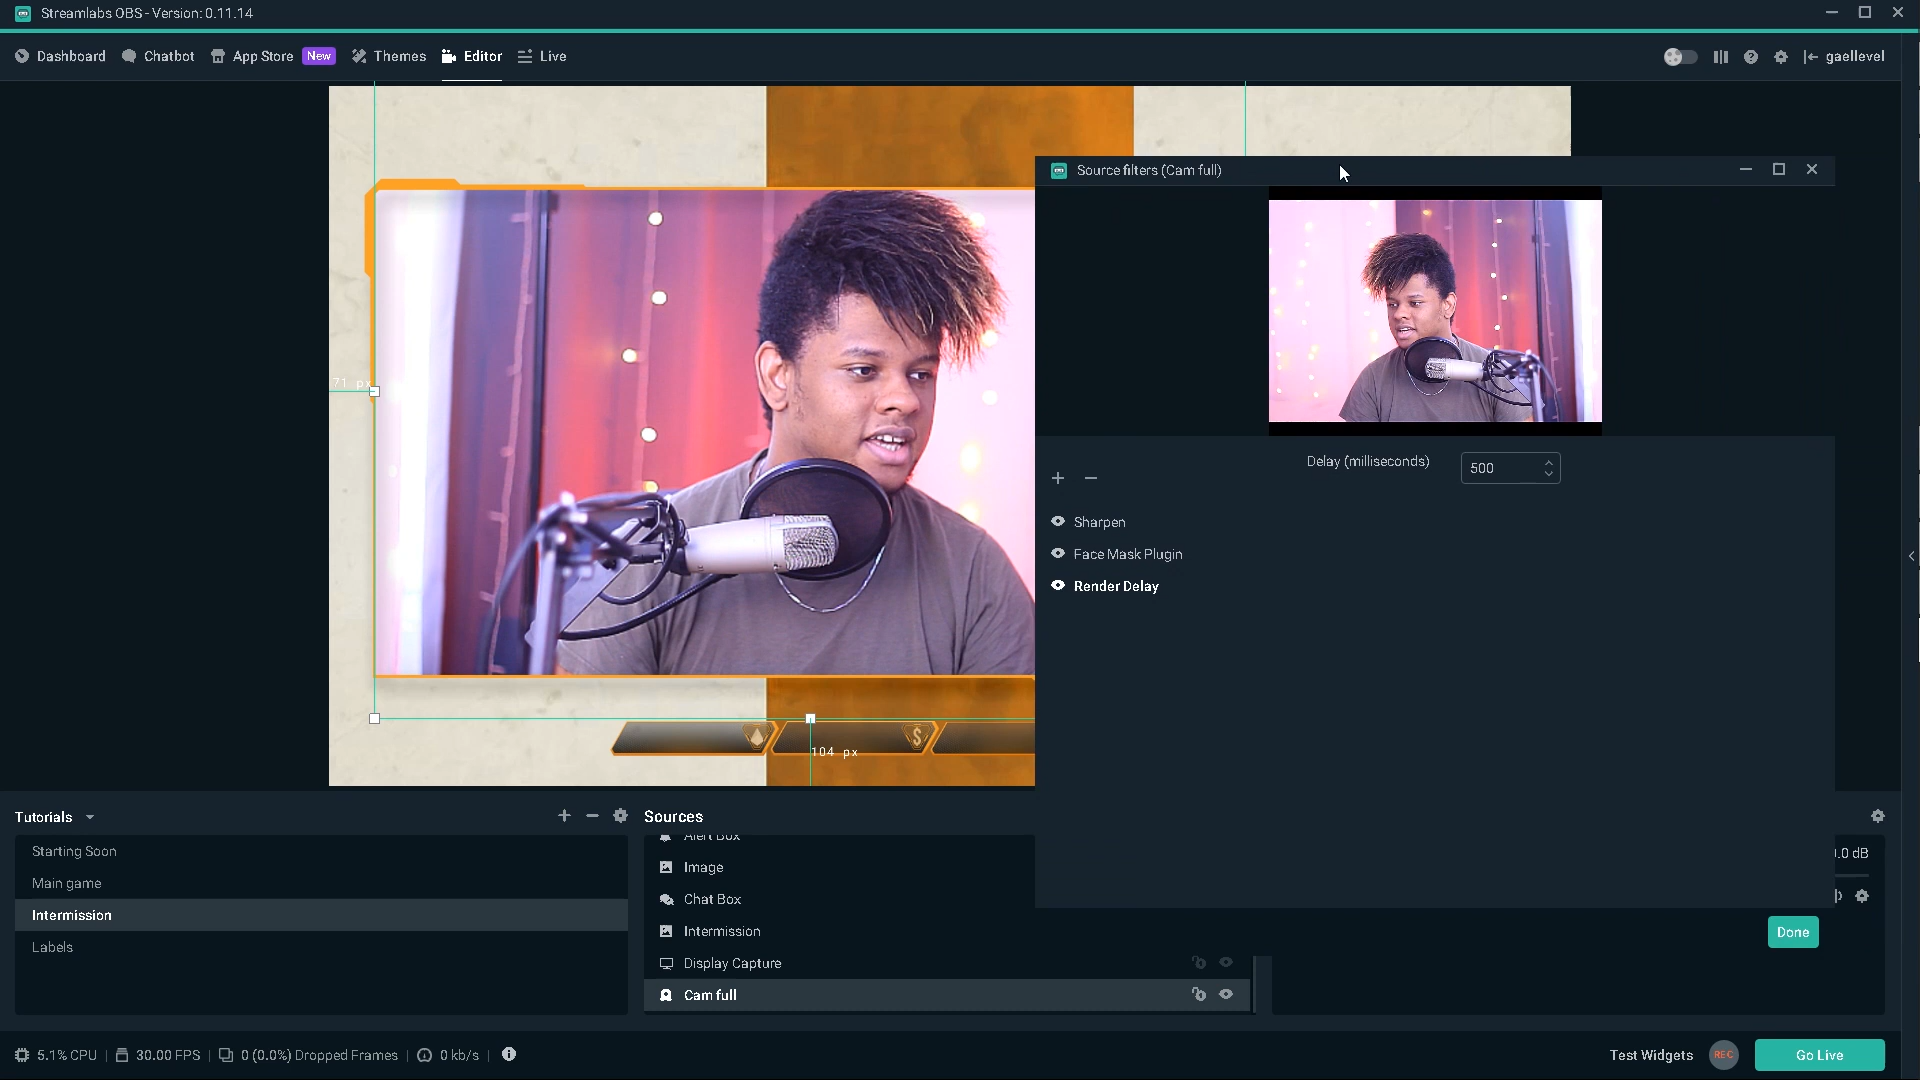 Streamlabs OBS - Version: 0.11.14
Dashboard Chatbot App Store New Themes Editor Live gaellevel
Source filters (Cam full)
71 px
Delay (milliseconds) 500
Sharpen
Face Mask Plugin
Render Delay
$
104 px
Tutorials
Starting Soon
Main game
Intermission
Labels
Sources
Alert Box
Image
Chat Box
Intermission
Display Capture
Cam full
.0 dB
Done
5.1% CPU 30.00 FPS 0 (0.0%) Dropped Frames 0 kb/s
Test Widgets REC Go Live